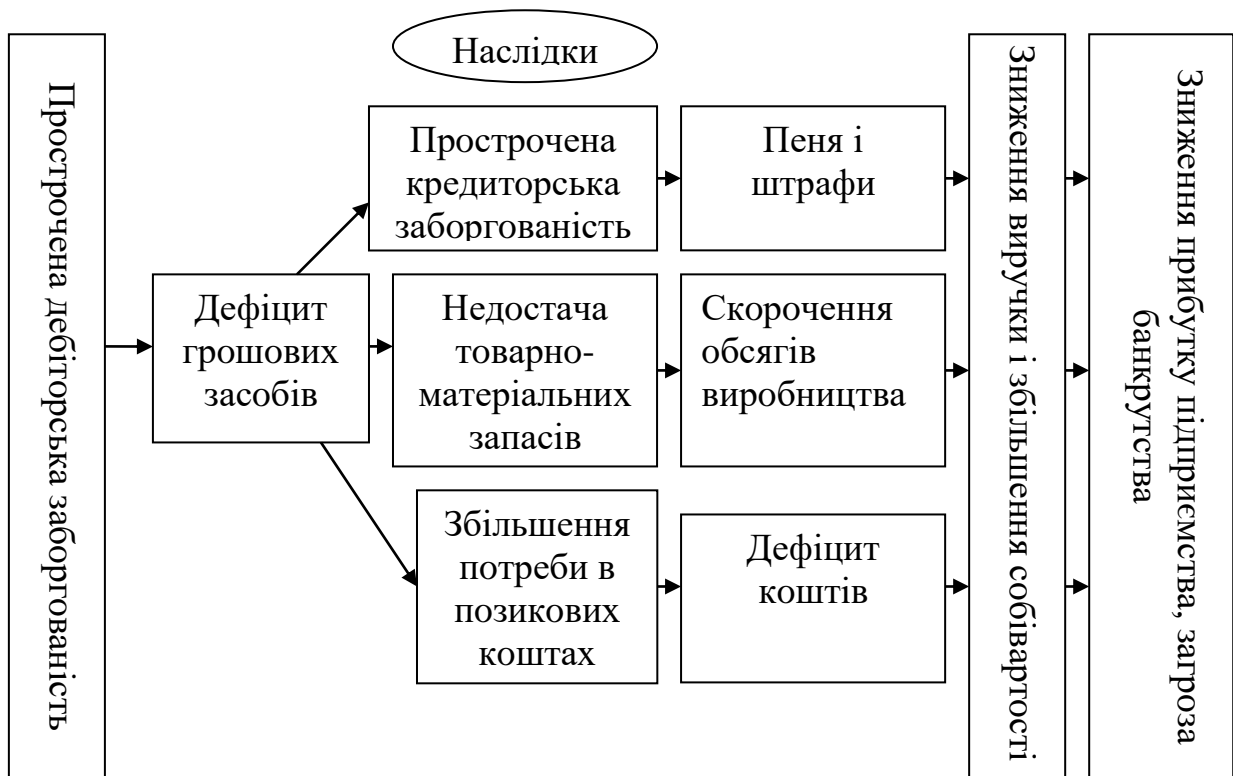 Наслідки
Прострочена дебіторська заборгованість
Дефіцит
грошових
засобів
Прострочена
кредиторська
заборгованість
Пеня і
штрафи
Недостача
товарно-
матеріальних
запасів
Скорочення
обсягів
виробництва
Збільшення
потреби в
позикових
коштах
Дефіцит
коштів
Зниження виручки і збільшення собівартості
Зниження прибутку підприємства, загроза
банкрутства